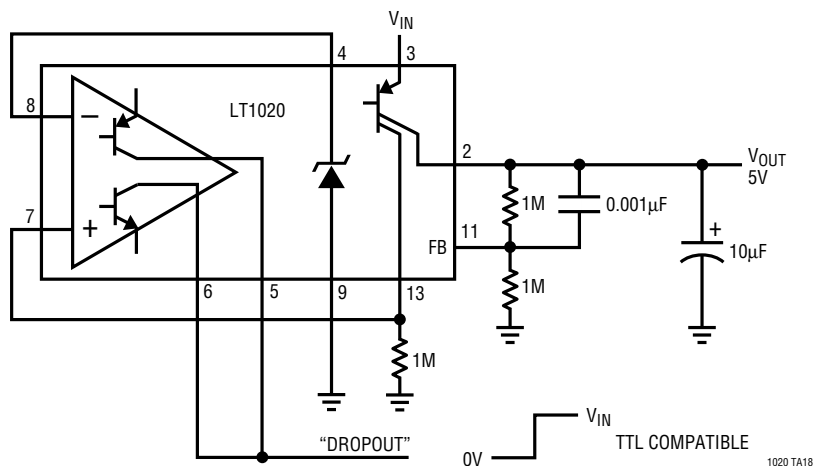 VIN
4
3
8
−
LT1020
2
VOUT
5V
1M
0.001µF
7
+
11
FB
+
10µF
1M
6
5
9
13
1M
"DROPOUT"
VIN
0V
TTL COMPATIBLE
1020 TA18